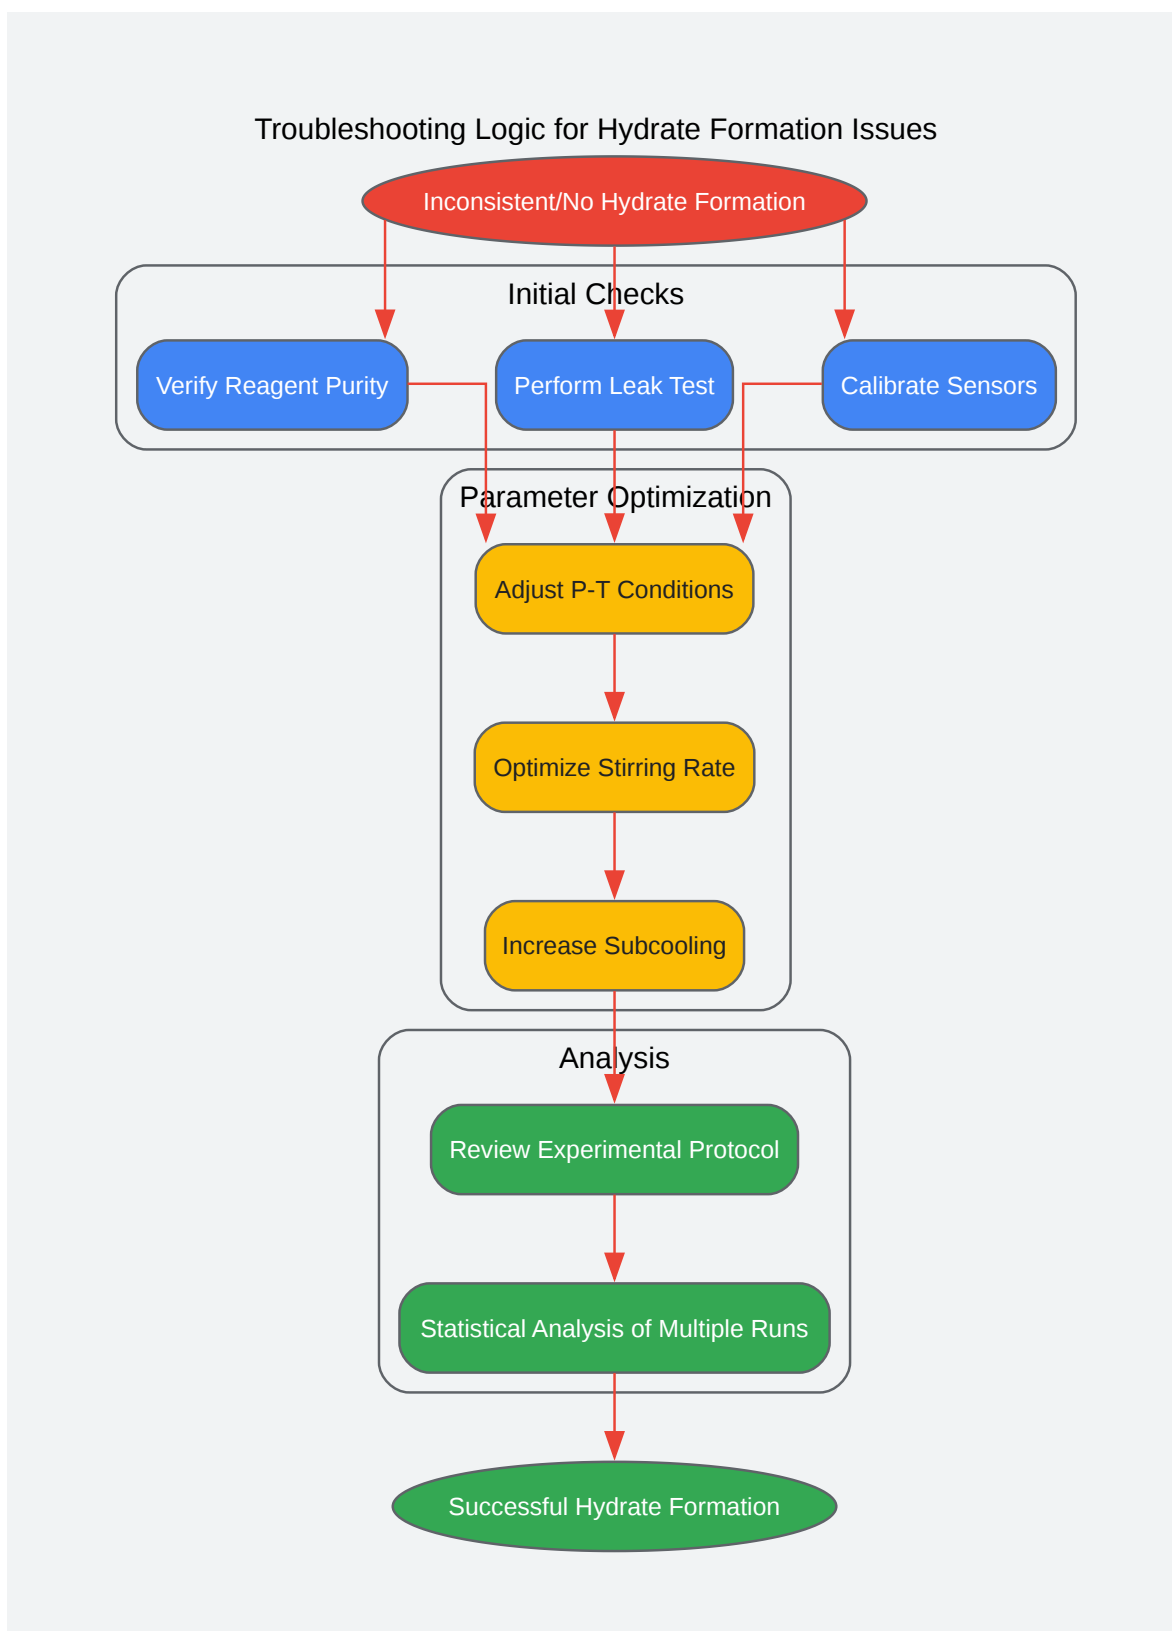 Troubleshooting Logic for Hydrate Formation Issues
Inconsistent/No Hydrate Formation
Initial Checks
Verify Reagent Purity
Perform Leak Test
Calibrate Sensors
Parameter Optimization
Adjust P-T Conditions
Optimize Stirring Rate
Increase Subcooling
Analysis
Review Experimental Protocol
Statistical Analysis of Multiple Runs
Successful Hydrate Formation